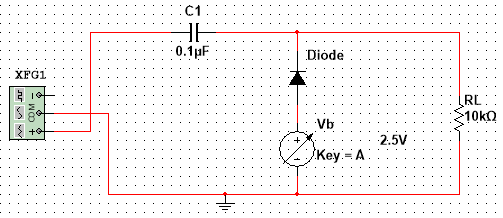 C1
0.1µF
Diode
XFG1
COM
RL
10kΩ
Vb
2.5V
Key = A